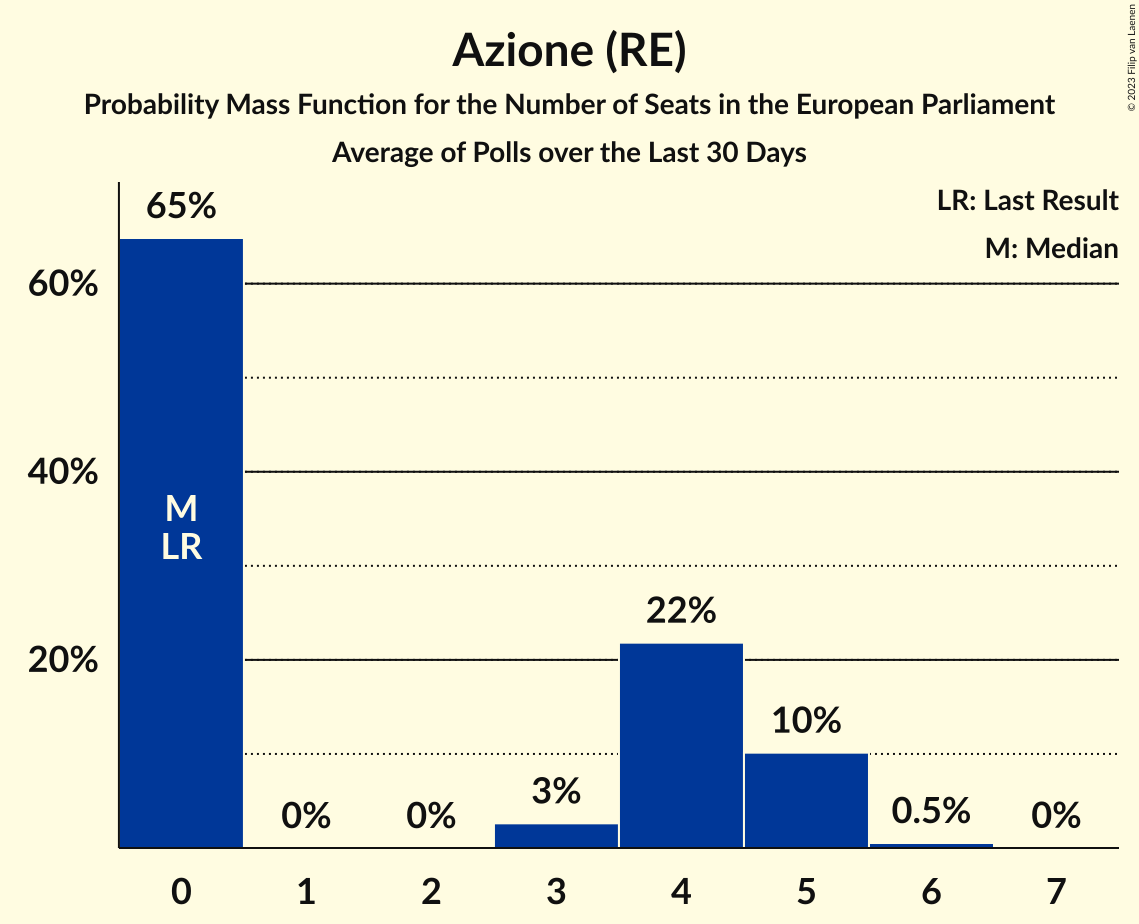 Azione (RE)
Probability Mass Function for the Number of Seats in the European Parliament
Average of Polls over the Last 30 Days
© 2023 Filip van Laenen
LR: Last Result
M: Median
65%
60%
40%
M
LR
22%
20%
10%
3%
0%
0%
0.5%
0%
0 1 2 3 4 5 6 7